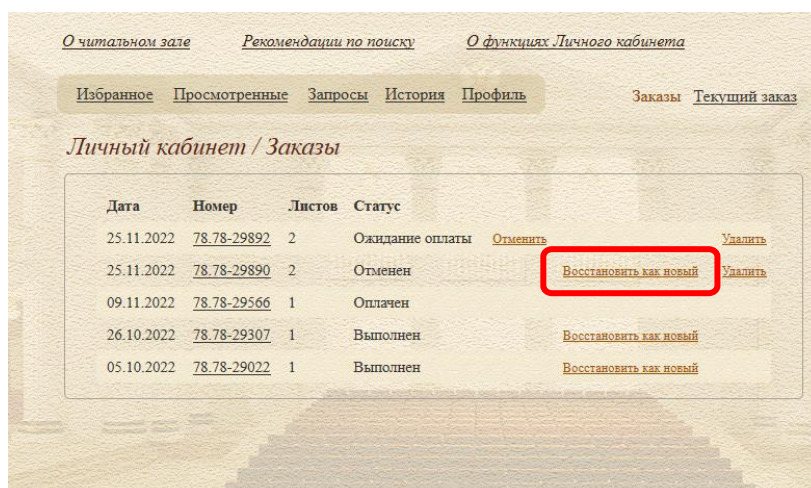 О читальном зале Рекомендации по поиску О функциях Личного кабинета
Избранное Просмотренные Запросы История Профиль Заказы Текущий заказ
Личный кабинет / Заказы
Дата Номер Листов Статус
25.11.2022 78.78-29892 2 Ожидание оплаты Отменить Удалить
25.11.2022 78.78-29890 2 Отменен Восстановить как новый Удалить
09.11.2022 78.78-29566 1 Оплачен
26.10.2022 78.78-29307 1 Выполнен Восстановить как новый
05.10.2022 78.78-29022 1 Выполнен Восстановить как новый